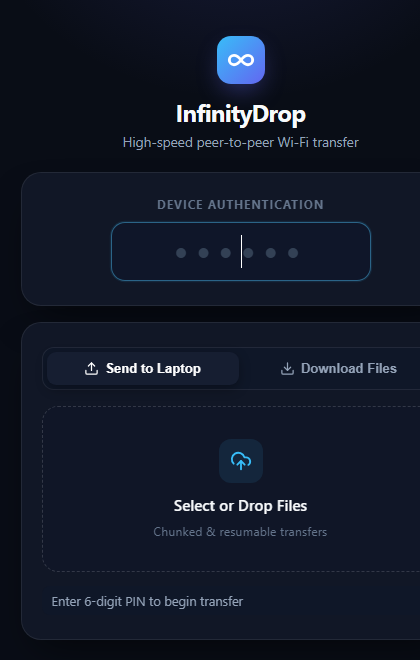 InfinityDrop
High-speed peer-to-peer Wi-Fi transfer
DEVICE AUTHENTICATION
Send to Laptop
Download Files
Select or Drop Files
Chunked & resumable transfers
Enter 6-digit PIN to begin transfer